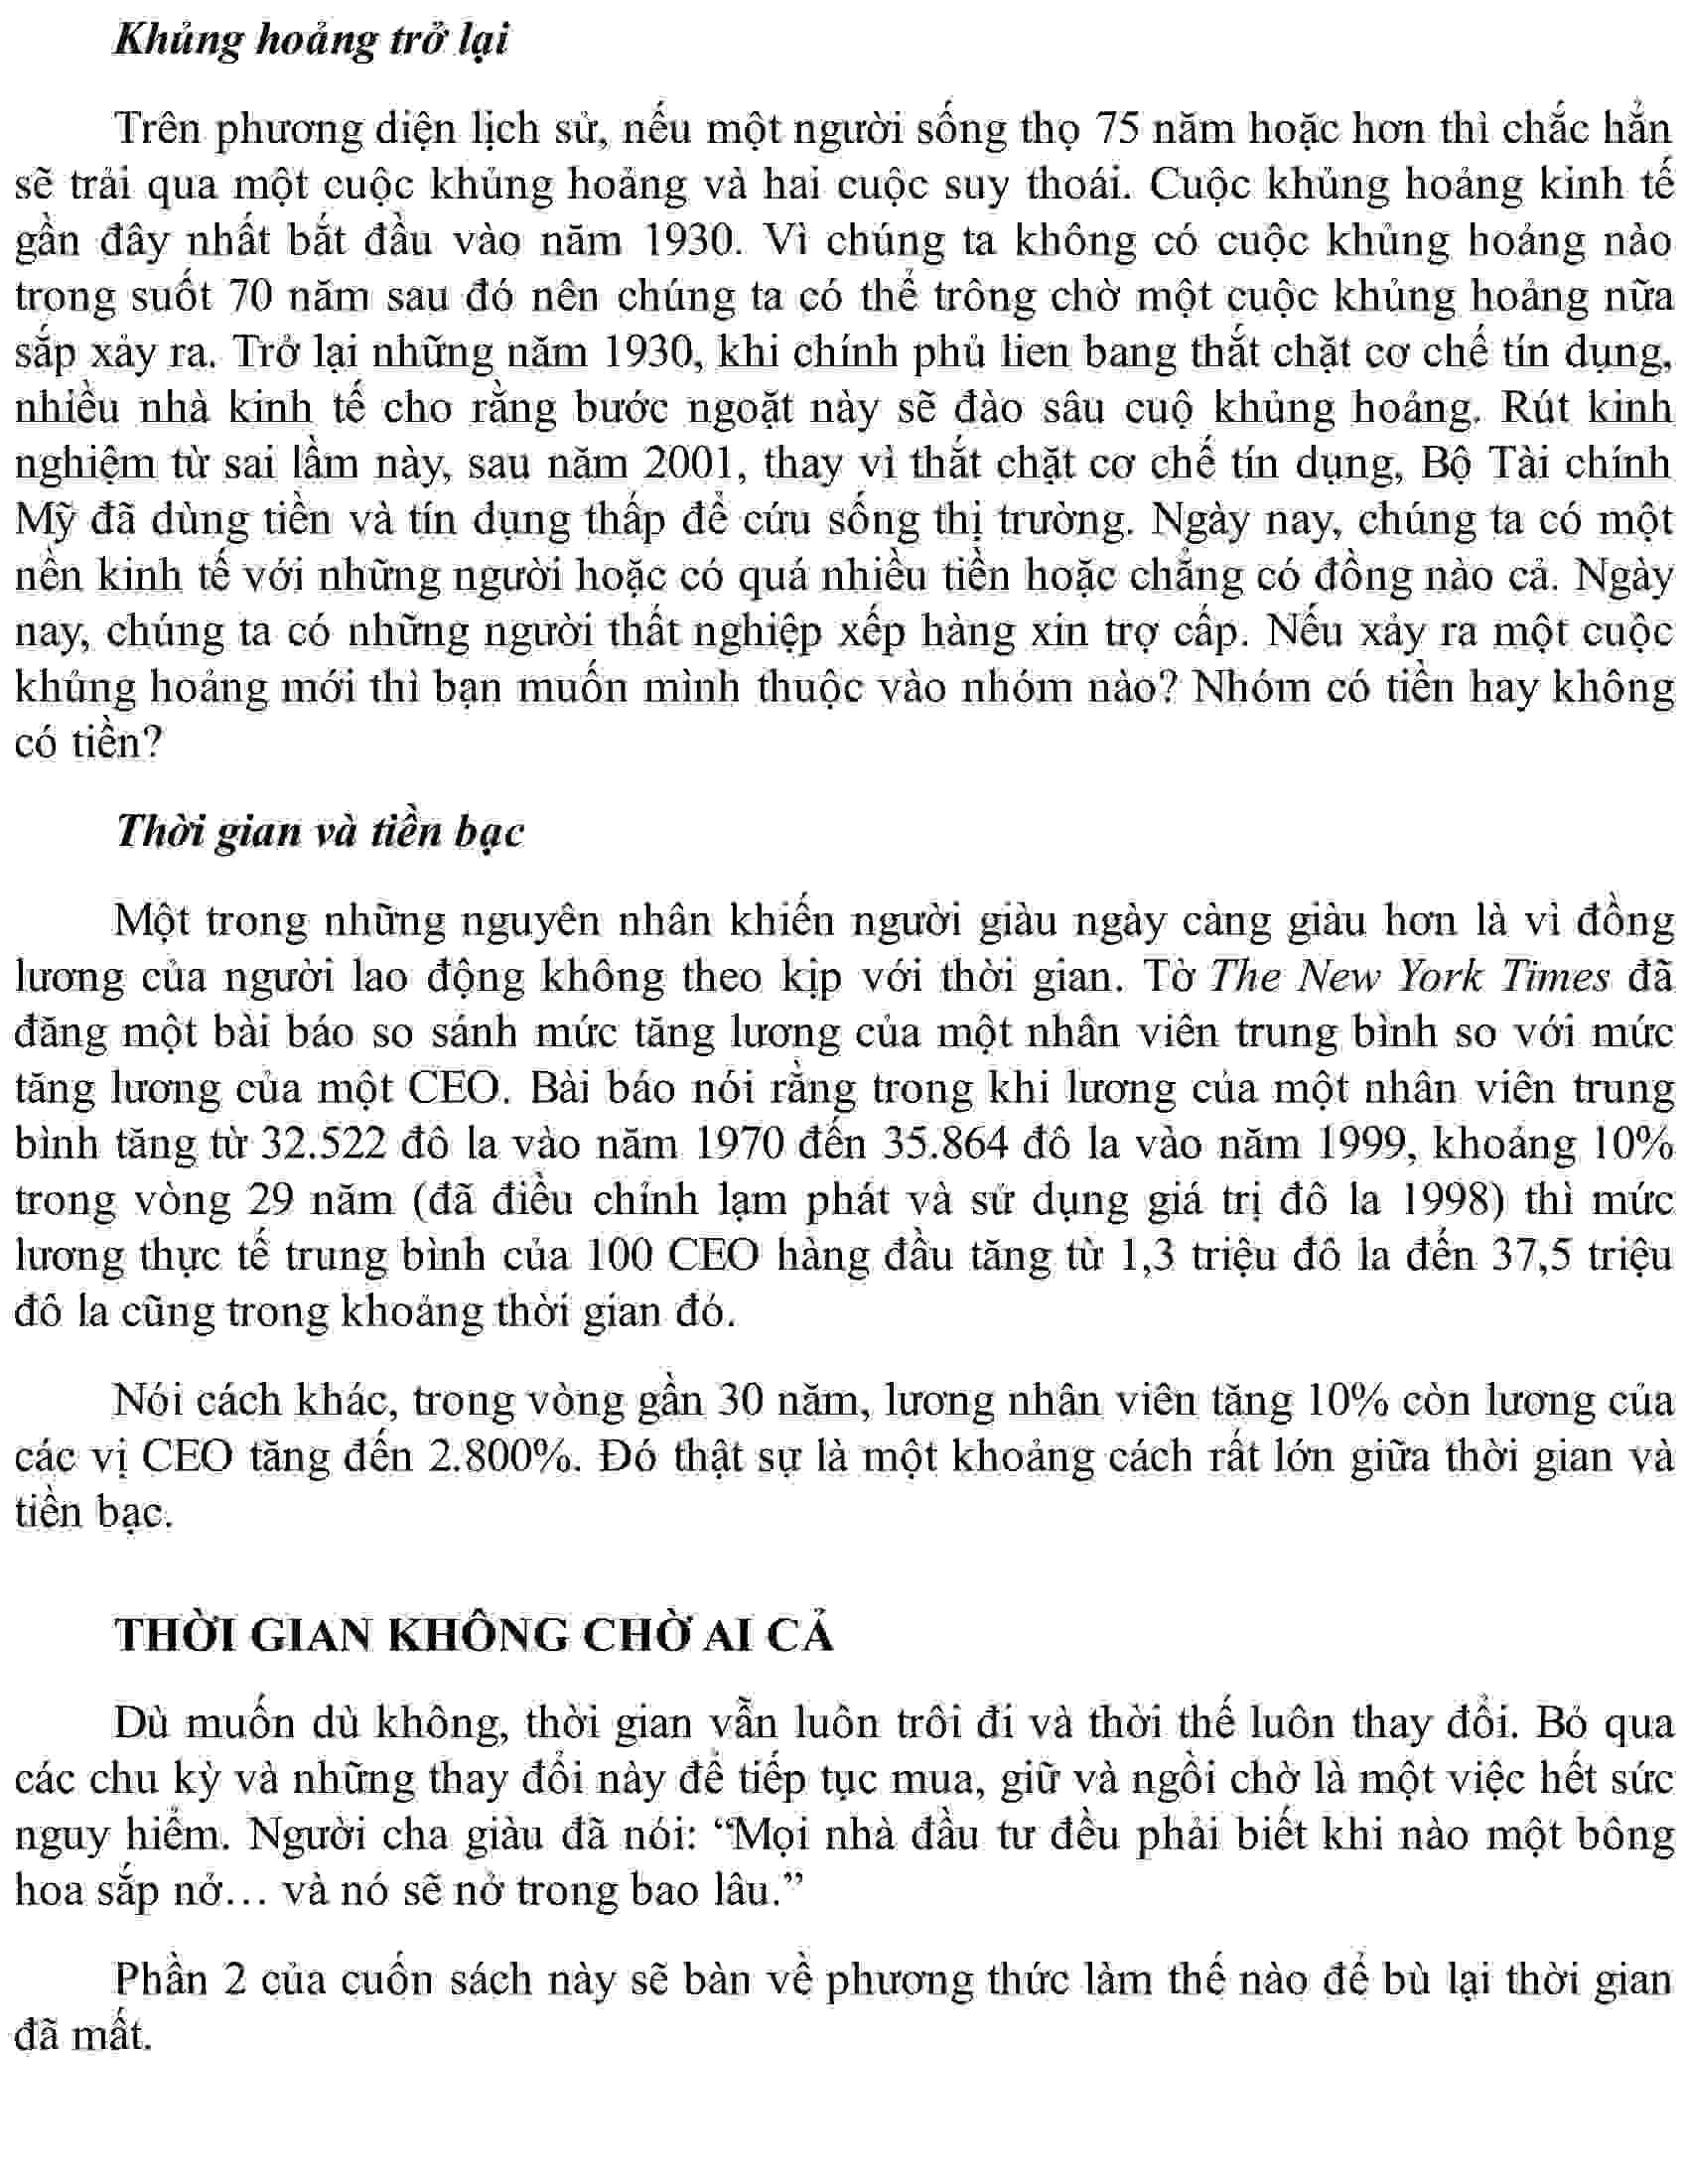 Khủng hoảng trở lại
Trên phương diện lịch sử, nếu một người sống thọ 75 năm hoặc hơn thì chắc hẳn
sẽ trải qua một cuộc khủng hoảng và hai cuộc suy thoái. Cuộc khủng hoảng kinh tế
gần đây nhất bắt đầu vào năm 1930. Vì chúng ta không có cuộc khủng hoảng nào
trong suốt 70 năm sau đó nên chúng ta có thể trông chờ một cuộc khủng hoảng nữa
sắp xảy ra. Trở lại những năm 1930, khi chính phủ lien bang thắt chặt cơ chế tín dụng,
nhiều nhà kinh tế cho rằng bước ngoặt này sẽ đào sâu cuộ khủng hoảng. Rút kinh
nghiệm từ sai lầm này, sau năm 2001, thay vì thắt chặt cơ chế tín dụng, Bộ Tài chính
Mỹ đã dùng tiền và tín dụng thấp để cứu sống thị trường. Ngày nay, chúng ta có một
nền kinh tế với những người hoặc có quá nhiều tiền hoặc chẳng có đồng nào cả. Ngày
nay, chúng ta có những người thất nghiệp xếp hàng xin trợ cấp. Nếu xảy ra một cuộc
khủng hoảng mới thì bạn muốn mình thuộc vào nhóm nào? Nhóm có tiền hay không
có tiền?
Thời gian và tiền bạc
Một trong những nguyên nhân khiến người giàu ngày càng giàu hơn là vì đồng
lương của người lao động không theo kịp với thời gian. Tờ The New York Times đã
đăng một bài báo so sánh mức tăng lương của một nhân viên trung bình so với mức
tăng lương của một CEO. Bài báo nói rằng trong khi lương của một nhân viên trung
bình tăng từ 32.522 đô la vào năm 1970 đến 35.864 đô la vào năm 1999, khoảng 10%
trong vòng 29 năm (đã điều chỉnh lạm phát và sử dụng giá trị đô la 1998) thì mức
lương thực tế trung bình của 100 CEO hàng đầu tăng từ 1,3 triệu đô la đến 37,5 triệu
đô la cũng trong khoảng thời gian đó.
Nói cách khác, trong vòng gần 30 năm, lương nhân viên tăng 10% còn lương của
các vị CEO tăng đến 2.800%. Đó thật sự là một khoảng cách rất lớn giữa thời gian và
tiền bạc.
THỜI GIAN KHÔNG CHỜ AI CẢ
Dù muốn dù không, thời gian vẫn luôn trôi đi và thời thế luôn thay đổi. Bỏ qua
các chu kỳ và những thay đổi này để tiếp tục mua, giữ và ngồi chờ là một việc hết sức
nguy hiểm. Người cha giàu đã nói: “Mọi nhà đầu tư đều phải biết khi nào một bông
hoa sắp nở… và nó sẽ nở trong bao lâu.”
Phần 2 của cuốn sách này sẽ bàn về phương thức làm thế nào để bù lại thời gian
đã mất.